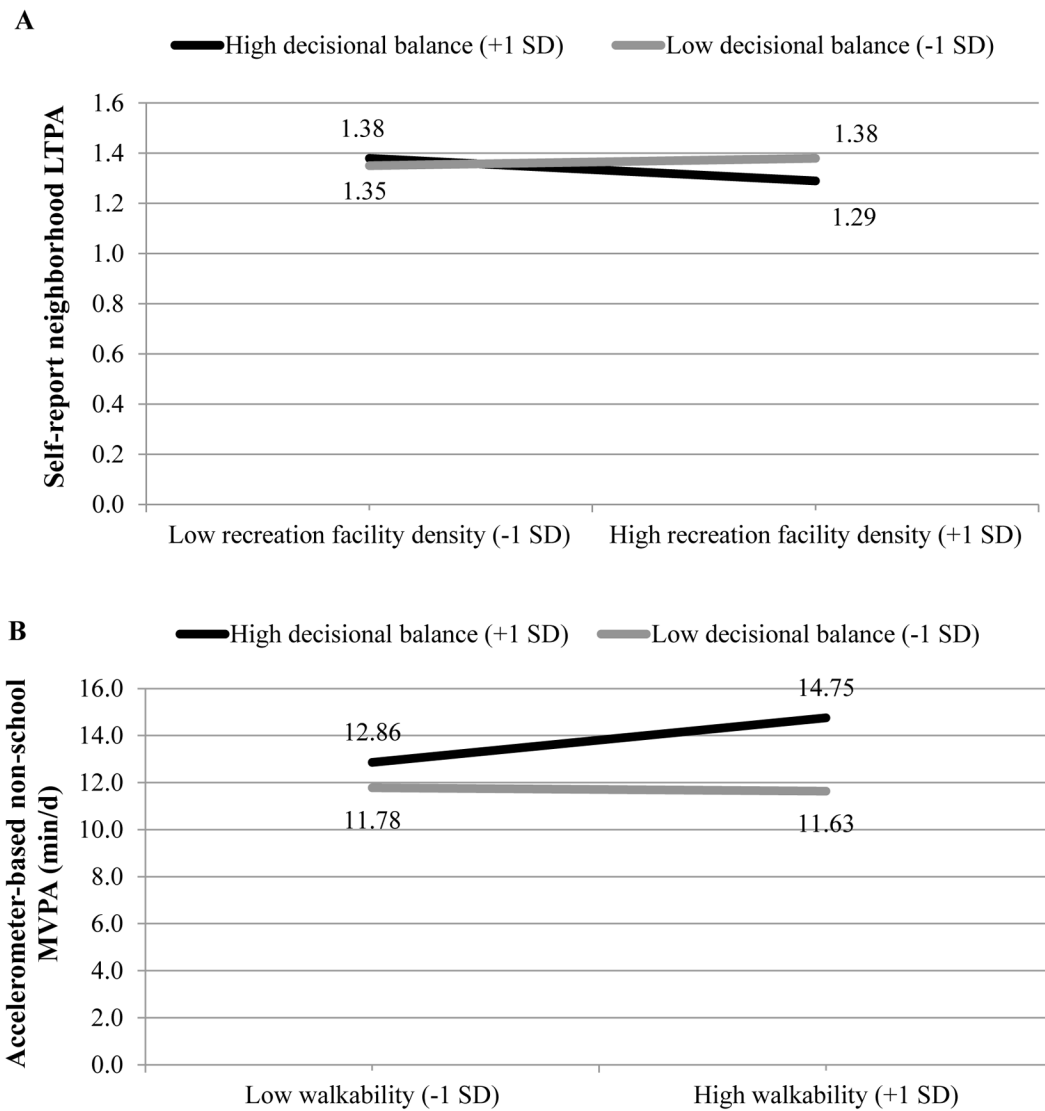 A
High decisional balance (+1 SD) Low decisional balance (-1 SD)
Self-report neighborhood LTPA
1.6
1.4
1.2
1.0
0.8
0.6
0.4
0.2
0.0
1.38
1.35
1.38
1.29
Low recreation facility density (-1 SD) High recreation facility density (+1 SD)
B
High decisional balance (+1 SD) Low decisional balance (-1 SD)
Accelerometer-based non-school
MVPA (min/d)
16.0
14.0
12.0
10.0
8.0
6.0
4.0
2.0
0.0
12.86
11.78
14.75
11.63
Low walkability (-1 SD) High walkability (+1 SD)